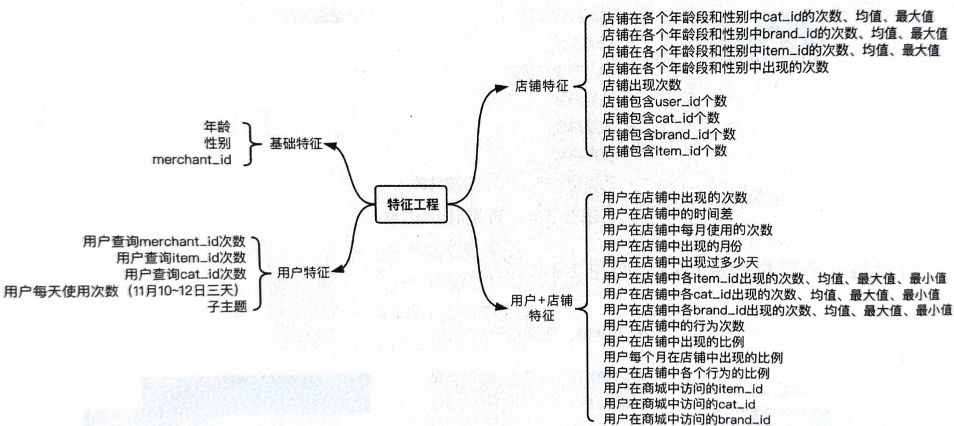 特征工程
基础特征
年龄
性别
merchant_id
用户特征
用户查询merchant_id次数
用户查询item_id次数
用户查询cat_id次数
用户每天使用次数（11月10~12日三天）
子主题
店铺特征
店铺在各个年龄段和性别中cat_id的次数、均值、最大值
店铺在各个年龄段和性别中brand_id的次数、均值、最大值
店铺在各个年龄段和性别中item_id的次数、均值、最大值
店铺在各个年龄段和性别中出现的次数
店铺出现次数
店铺包含user_id个数
店铺包含cat_id个数
店铺包含brand_id个数
店铺包含item_id个数
用户+店铺
特征
用户在店铺中出现的次数
用户在店铺中的时间差
用户在店铺中每月使用的次数
用户在店铺中出现的月份
用户在店铺中出现过多少天
用户在店铺中各item_id出现的次数、均值、最大值、最小值
用户在店铺中各cat_id出现的次数、均值、最大值、最小值
用户在店铺中各brand_id出现的次数、均值、最大值、最小值
用户在店铺中的行为次数
用户在店铺中出现的比例
用户每个月在店铺中出现的比例
用户在店铺中各个行为的比例
用户在商城中访问的item_id
用户在商城中访问的cat_id
用户在商城中访问的brand_id